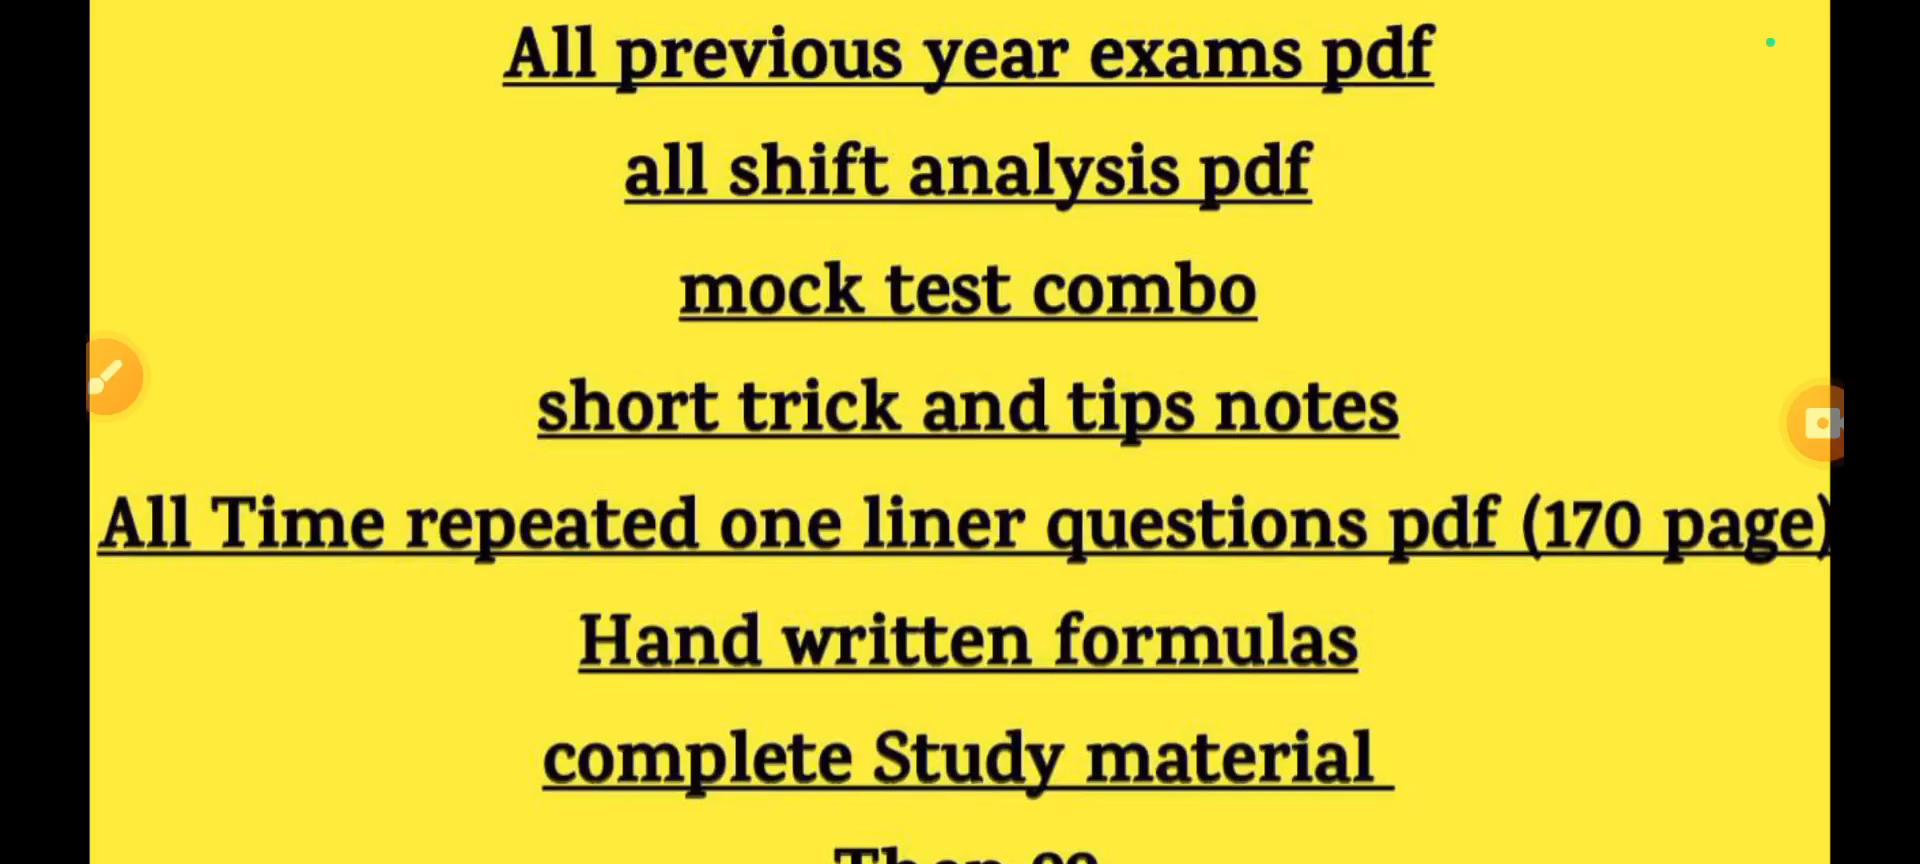 All previous year exams pdf
all shift analysis pdf
mock test combo
short trick and tips notes
All Time repeated one liner questions pdf (170 page)
Hand written formulas
complete Study material